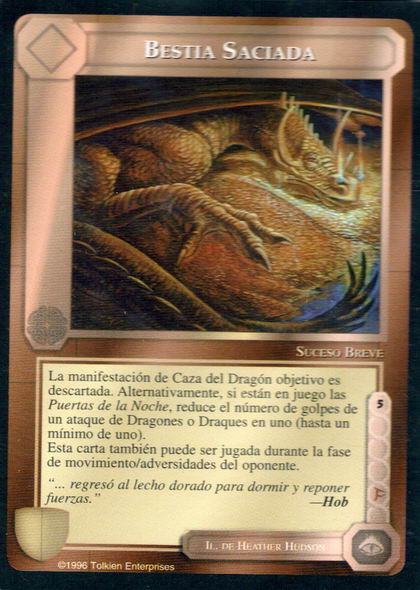 BESTIA SACIADA
SUCESO BREVE
La manifestación de Caza del Dragón objetivo es
descartada. Alternativamente, si están en juego las
Puertas de la Noche, reduce el número de golpes de
un ataque de Dragones o Draques en uno (hasta un
mínimo de uno).
Esta carta también puede ser jugada durante la fase
de movimiento/adversidades del oponente.
“... regresó al lecho dorado para dormir y reponer
fuerzas.” —Hob
5
IL. DE HEATHER HUDSON
©1996 Tolkien Enterprises